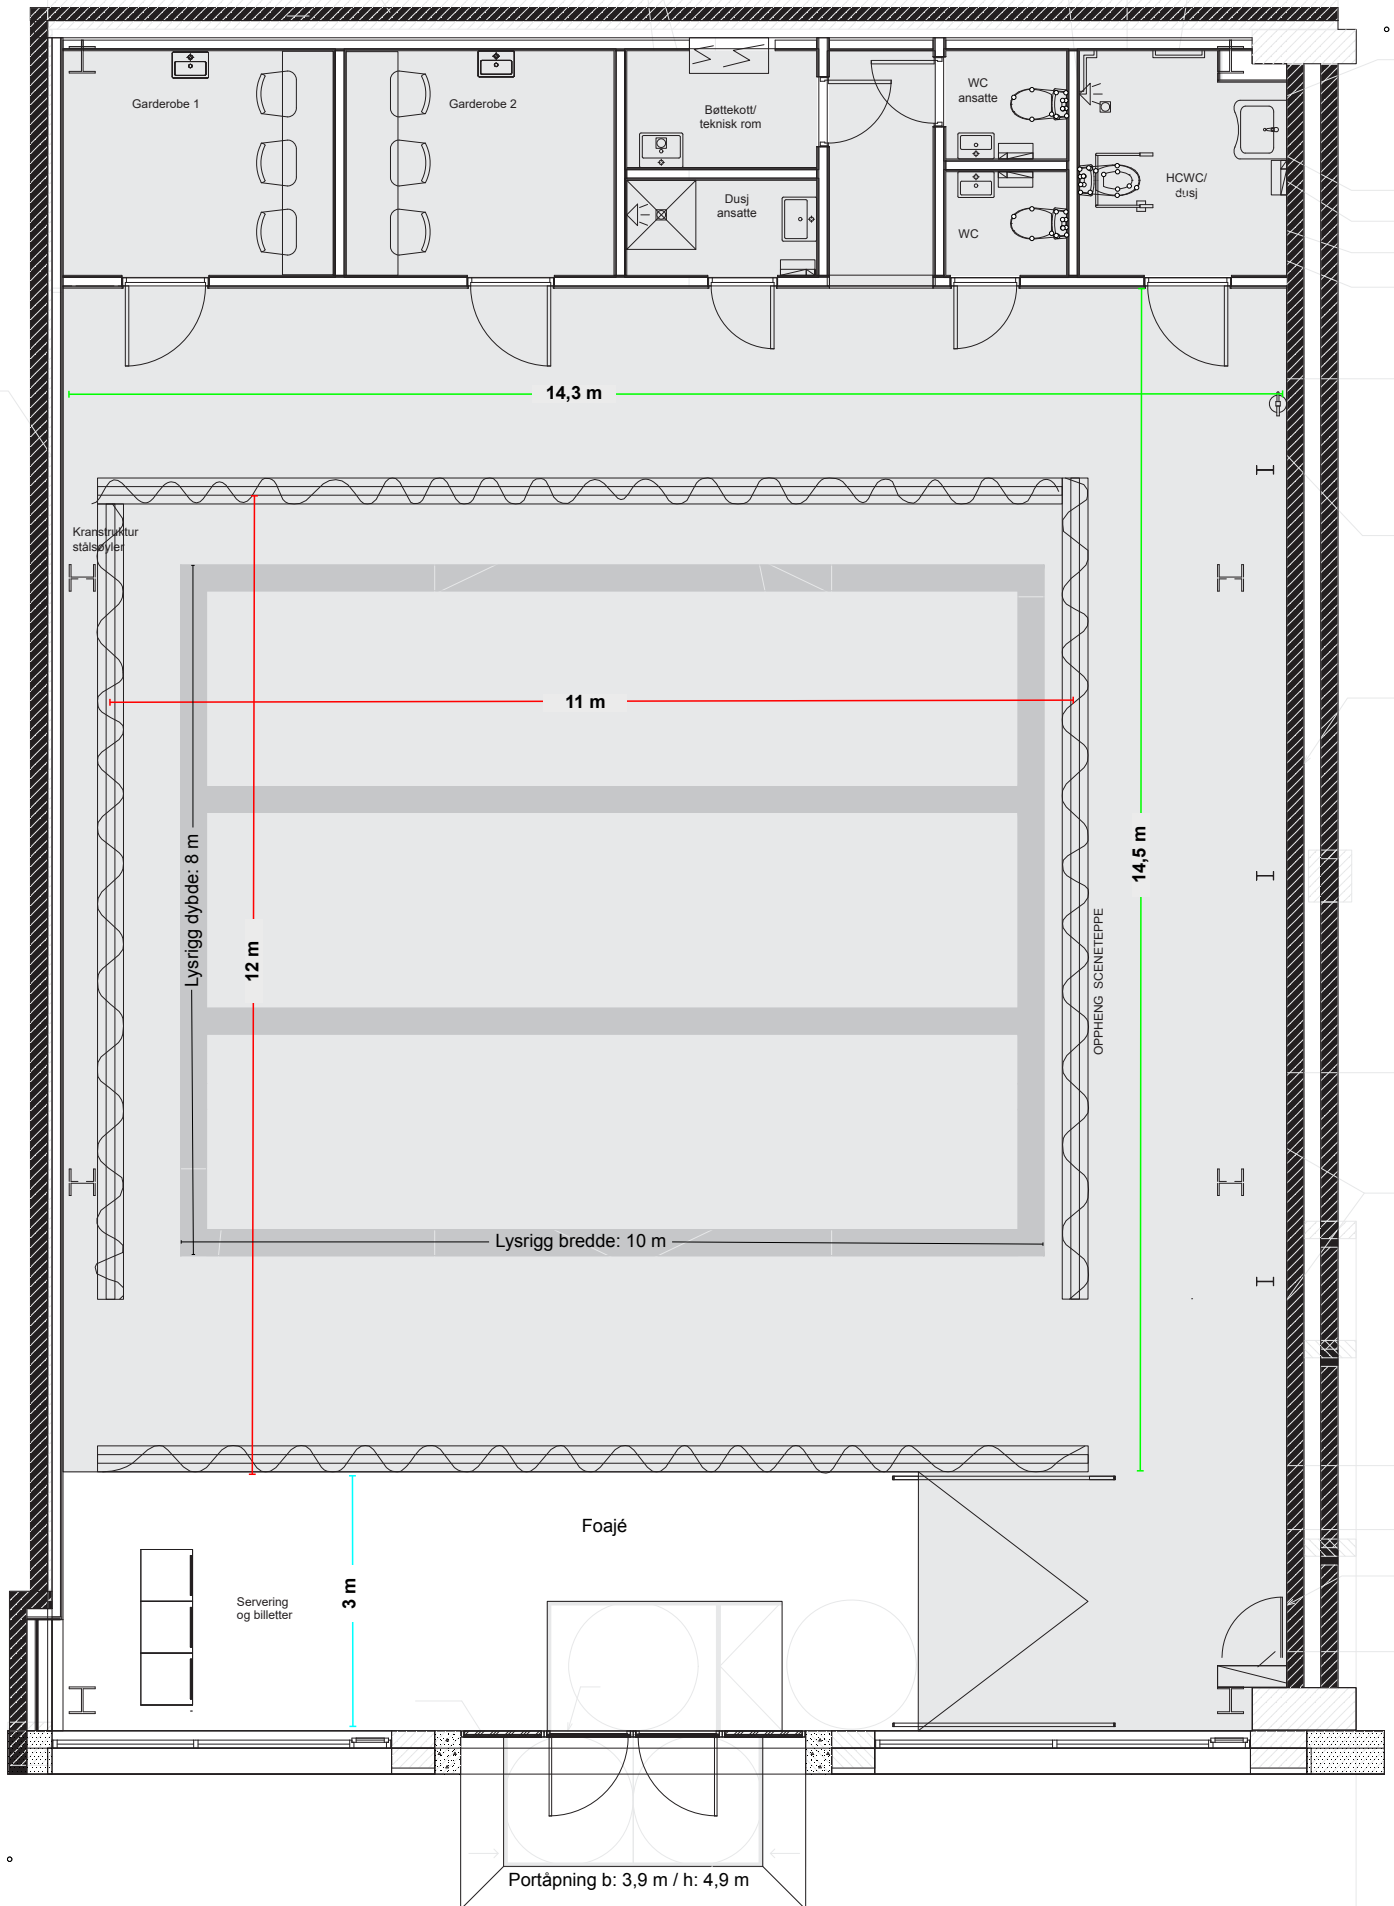 Garderobe 1
Garderobe 2
Bøttekott/
teknisk rom
WC
ansatte
HCWC/
dusj
Dusj
ansatte
WC
14,3 m
Kranstruktur
stålsøyler
11 m
Lysrigg dybde: 8 m
12 m
14,5 m
OPPHENG SCENETEPPE
Lysrigg bredde: 10 m
Foajé
3 m
Servering
og billetter
Portåpning b: 3,9 m / h: 4,9 m